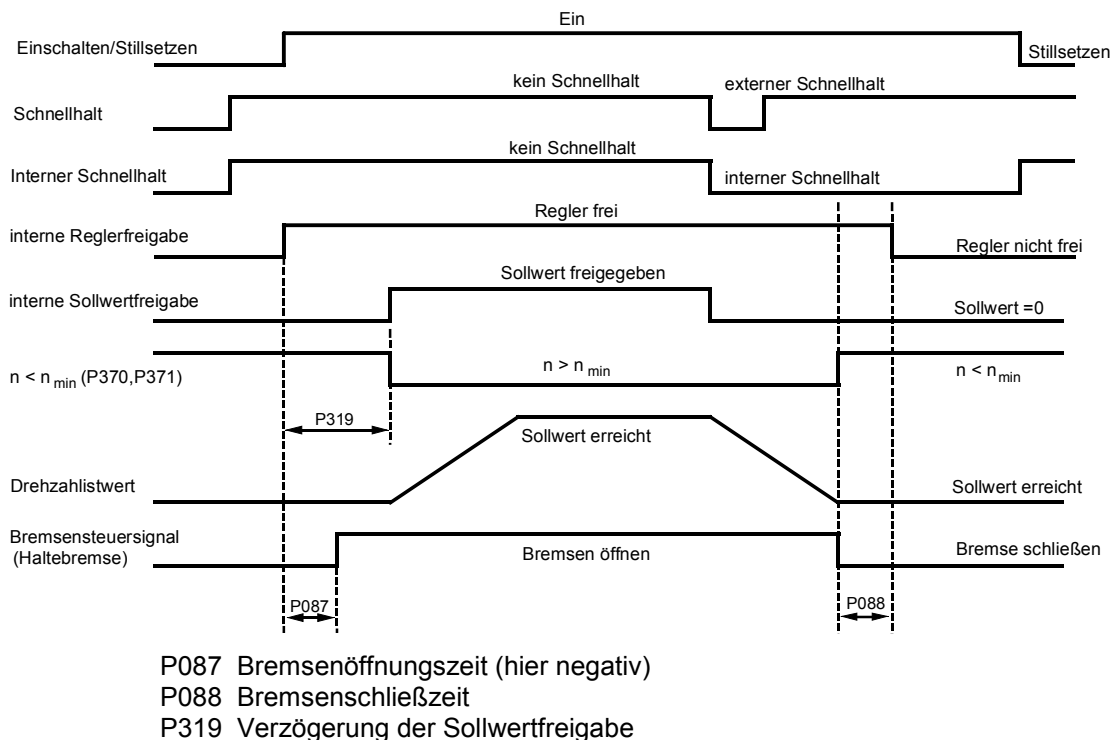 Ein
Einschalten/Stillsetzen
Stillsetzen
kein Schnellhalt
externer Schnellhalt
Schnellhalt
kein Schnellhalt
Interner Schnellhalt
interner Schnellhalt
Regler frei
interne Reglerfreigabe
Regler nicht frei
Sollwert freigegeben
interne Sollwertfreigabe
Sollwert =0
n < n min (P370,P371)
n > n min
n < n min
P319
Sollwert erreicht
Drehzahlistwert
Sollwert erreicht
Bremsensteuersignal
(Haltebremse)
Bremsen öffnen
Bremse schließen
P087
P088
P087 Bremsenöffnungszeit (hier negativ)
P088 Bremsenschließzeit
P319 Verzögerung der Sollwertfreigabe